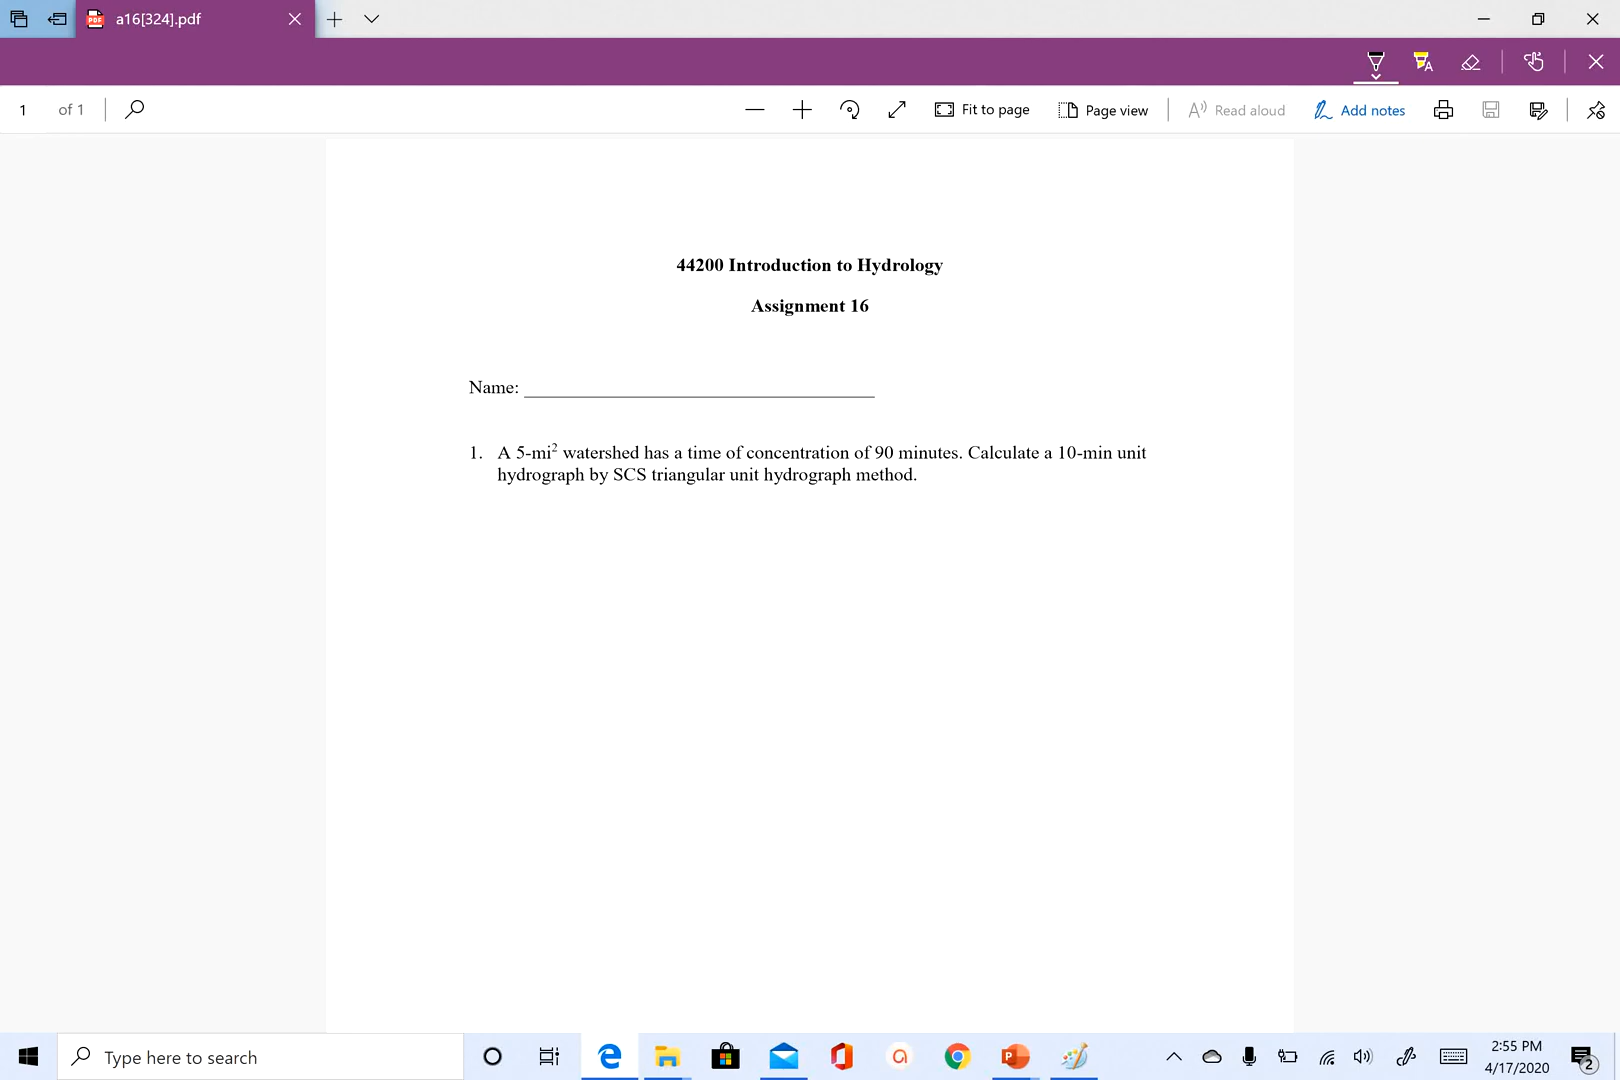 a16[324].pdf
1 of 1
Fit to page
Page view
Read aloud
Add notes
44200 Introduction to Hydrology
Assignment 16
Name: ____________________
1. A 5-mi² watershed has a time of concentration of 90 minutes. Calculate a 10-min unit
hydrograph by SCS triangular unit hydrograph method.
Type here to search
2:55 PM
4/17/2020
2